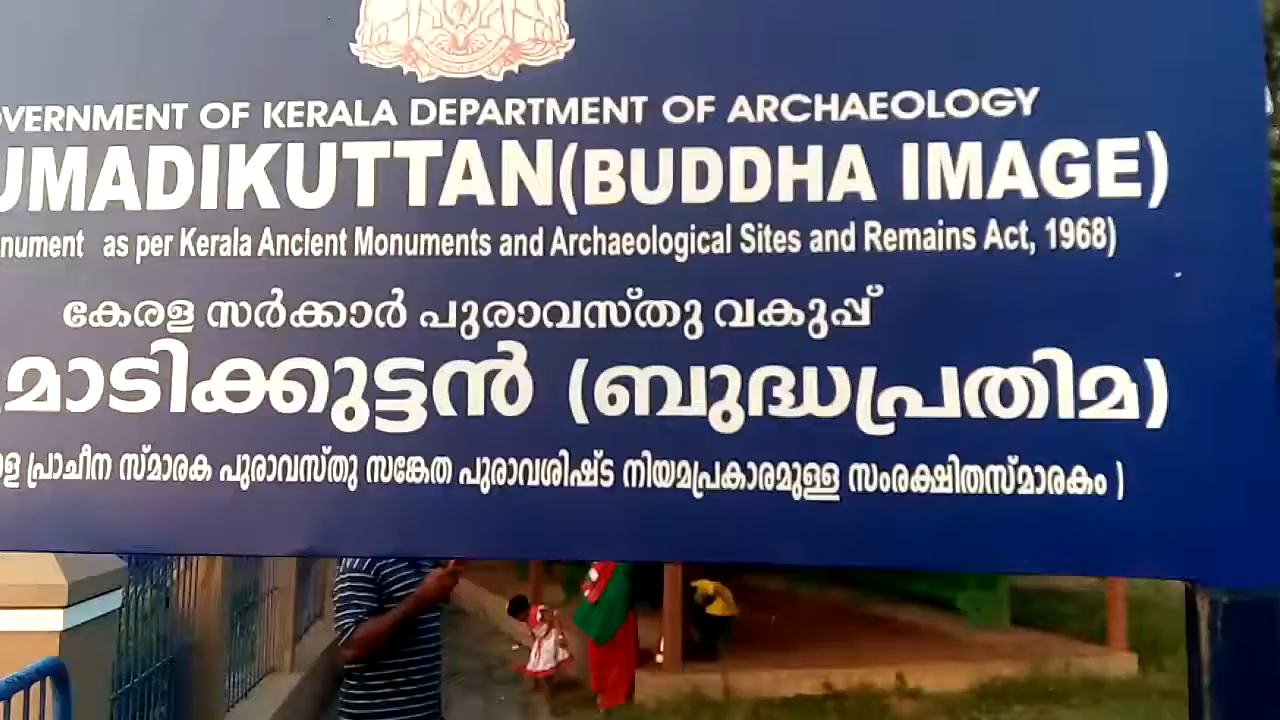 GOVERNMENT OF KERALA DEPARTMENT OF ARCHAEOLOGY
UMADIKUTTAN(BUDDHA IMAGE)
nument as per Kerala Ancient Monuments and Archaeological Sites and Remains Act, 1968)
കേരള സർക്കാർ പുരാവസ്തു വകുപ്പ്
മാടിക്കുട്ടൻ (ബുദ്ധപ്രതിമ)
ള പ്രാചീന സ്മാരക പുരാവസ്തു സങ്കേത പുരാവശിഷ്ട നിയമപ്രകാരമുള്ള സംരക്ഷിതസ്മാരകം )